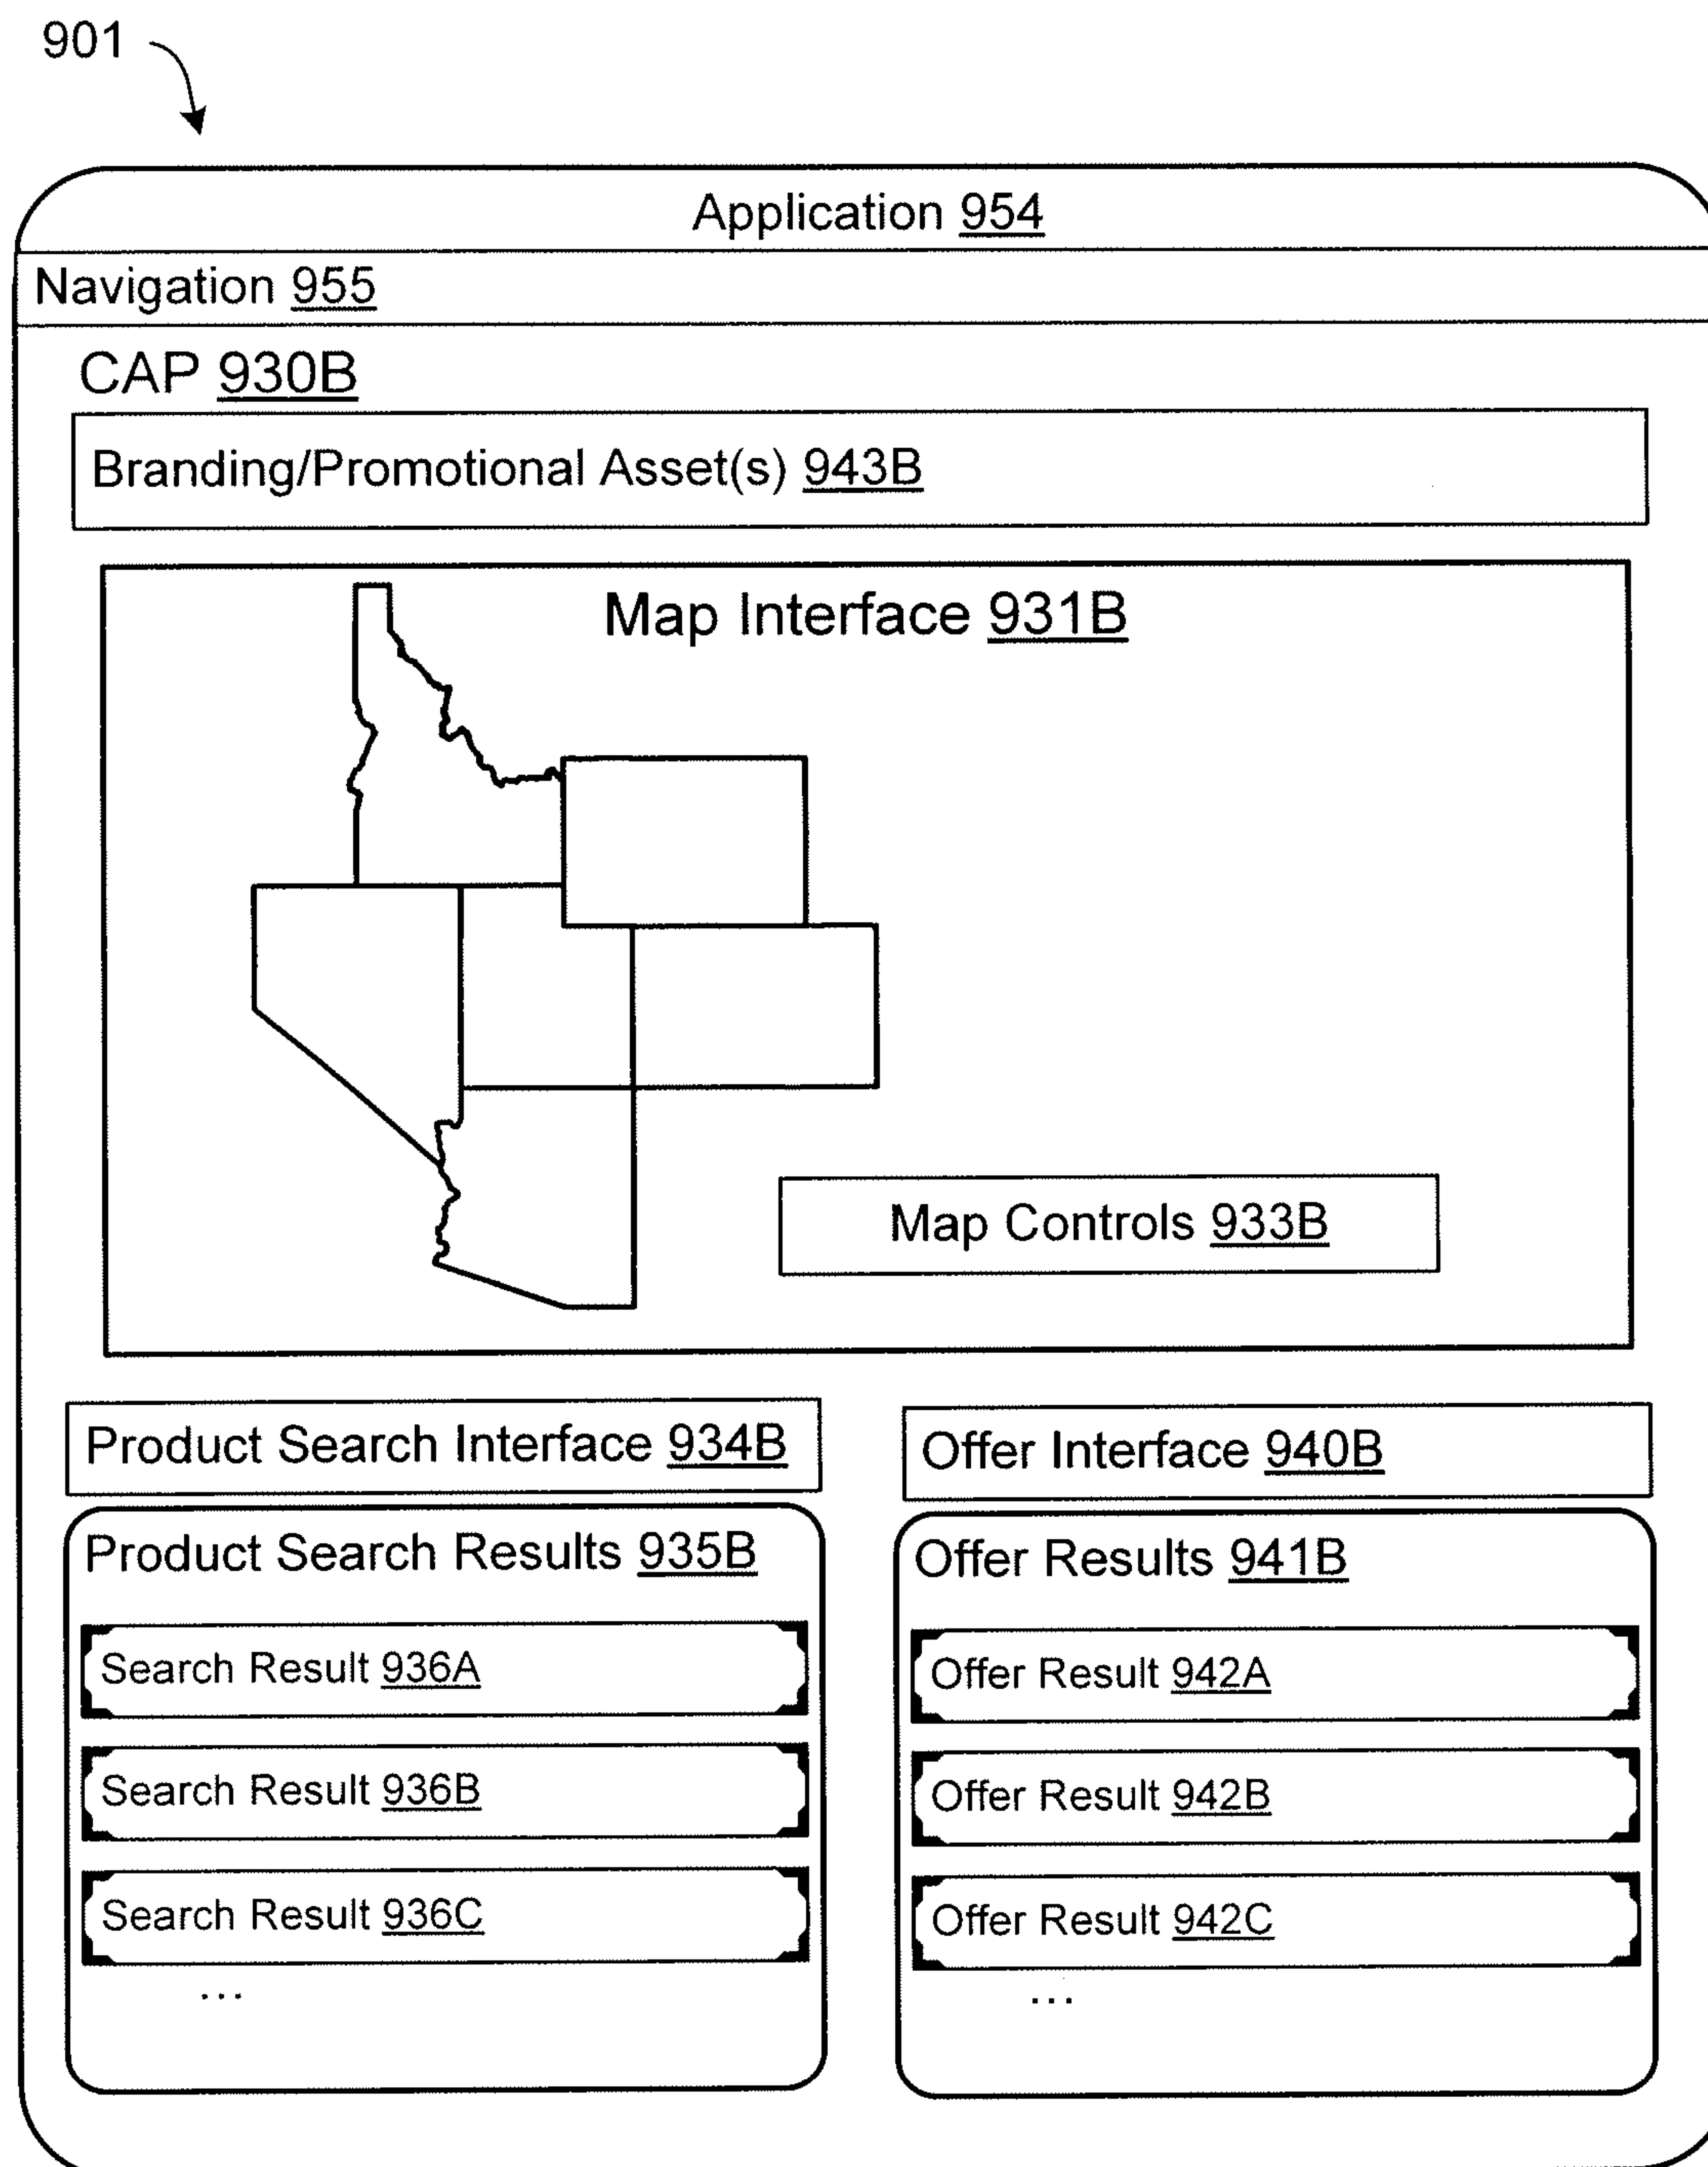 901
Application 954
Navigation 955
CAP 930B
Branding/Promotional Asset(s) 943B
Map Interface 931B
Map Controls 933B
Product Search Interface 934B
Product Search Results 935B
Search Result 936A
Search Result 936B
Search Result 936C
...
Offer Interface 940B
Offer Results 941B
Offer Result 942A
Offer Result 942B
Offer Result 942C
...